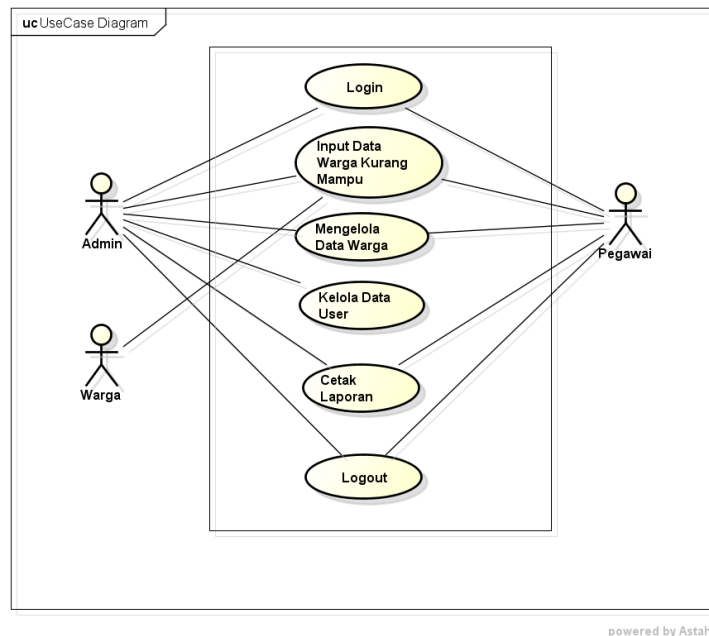 uc UseCase Diagram
Login
Input Data
Warga Kurang
Mampu
Admin
Mengelola
Data Warga
Pegawai
Kelola Data
User
Warga
Cetak
Laporan
Logout
powered by Astah